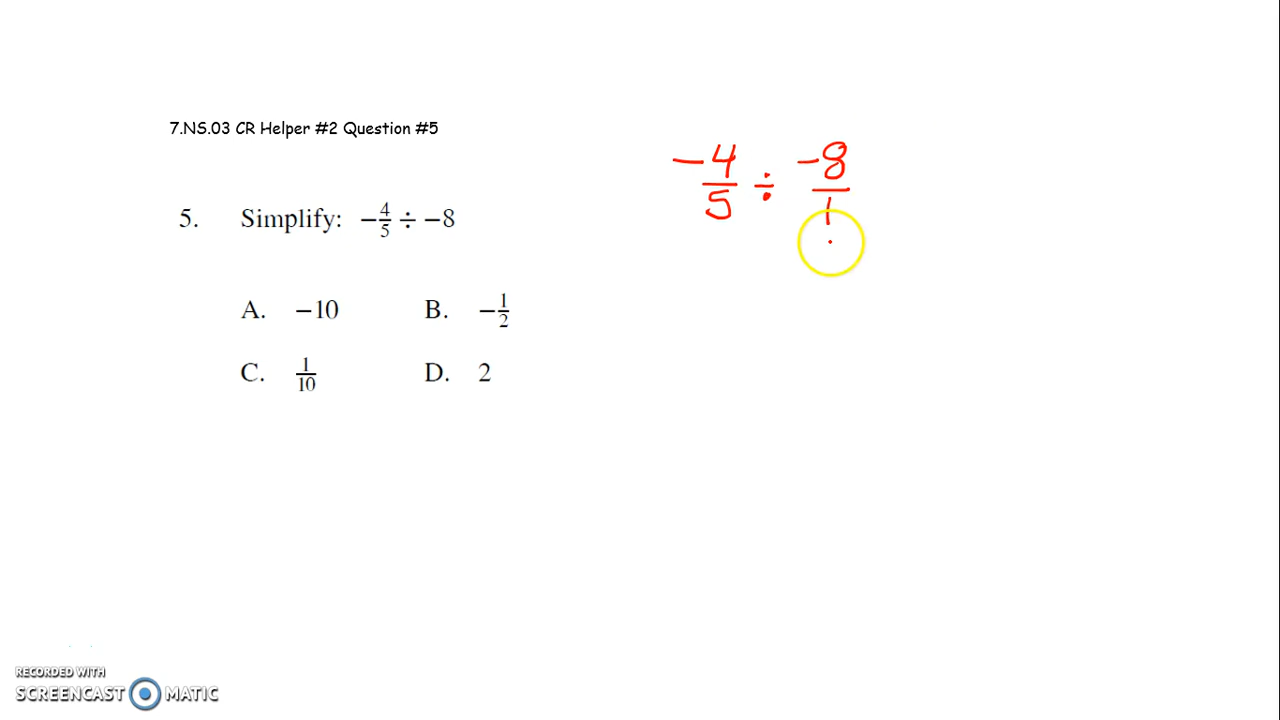 7.NS.03 CR Helper #2 Question #5
5. Simplify: −4/5 ÷ −8
−4/5 ÷ −8/1
A. −10 B. −1/2
C. 1/10 D. 2
RECORDED WITH
SCREENCAST MATIC